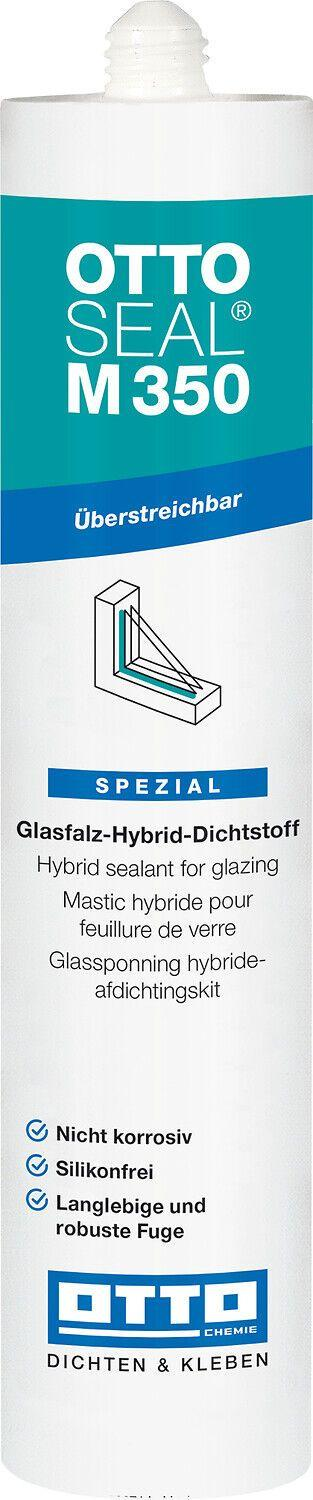 OTTO
SEAL®
M 350
Überstreichbar
SPEZIAL
Glasfalz-Hybrid-Dichtstoff
Hybrid sealant for glazing
Mastic hybride pour
feuillure de verre
Glassponning hybride-
afdichtingskit
Nicht korrosiv
Silikonfrei
Langlebige und
robuste Fuge
OTTO
CHEMIE
DICHTEN & KLEBEN